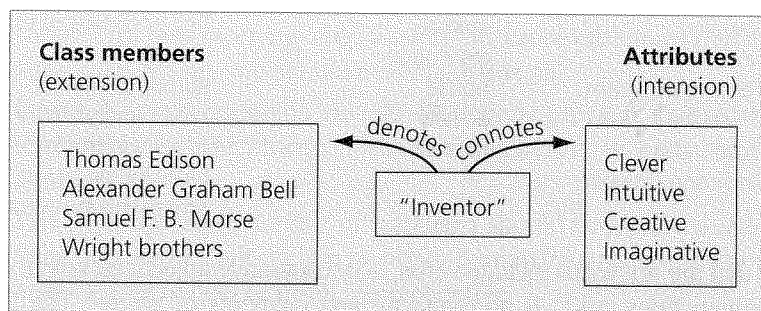 Class members
(extension)
Attributes
(intension)
denotes
connotes
Thomas Edison
Alexander Graham Bell
Samuel F. B. Morse
Wright brothers
"Inventor"
Clever
Intuitive
Creative
Imaginative